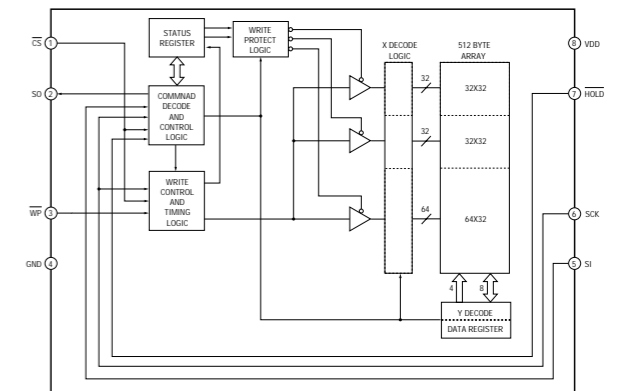 CS 1
SO 2
WP 3
GND 4
STATUS
REGISTER
WRITE
PROTECT
LOGIC
COMMNAD
DECODE
AND
CONTROL
LOGIC
WRITE
CONTROL
AND
TIMING
LOGIC
X DECODE
LOGIC
512 BYTE
ARRAY
32
32X32
32
32X32
64
64X32
4
8
Y DECODE
DATA REGISTER
8 VDD
7 HOLD
6 SCK
5 SI